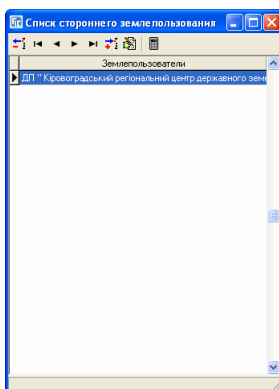 Список стороннего землепользования
Землепользователи
ДП " Кіровоградський регіональний центр державного земе